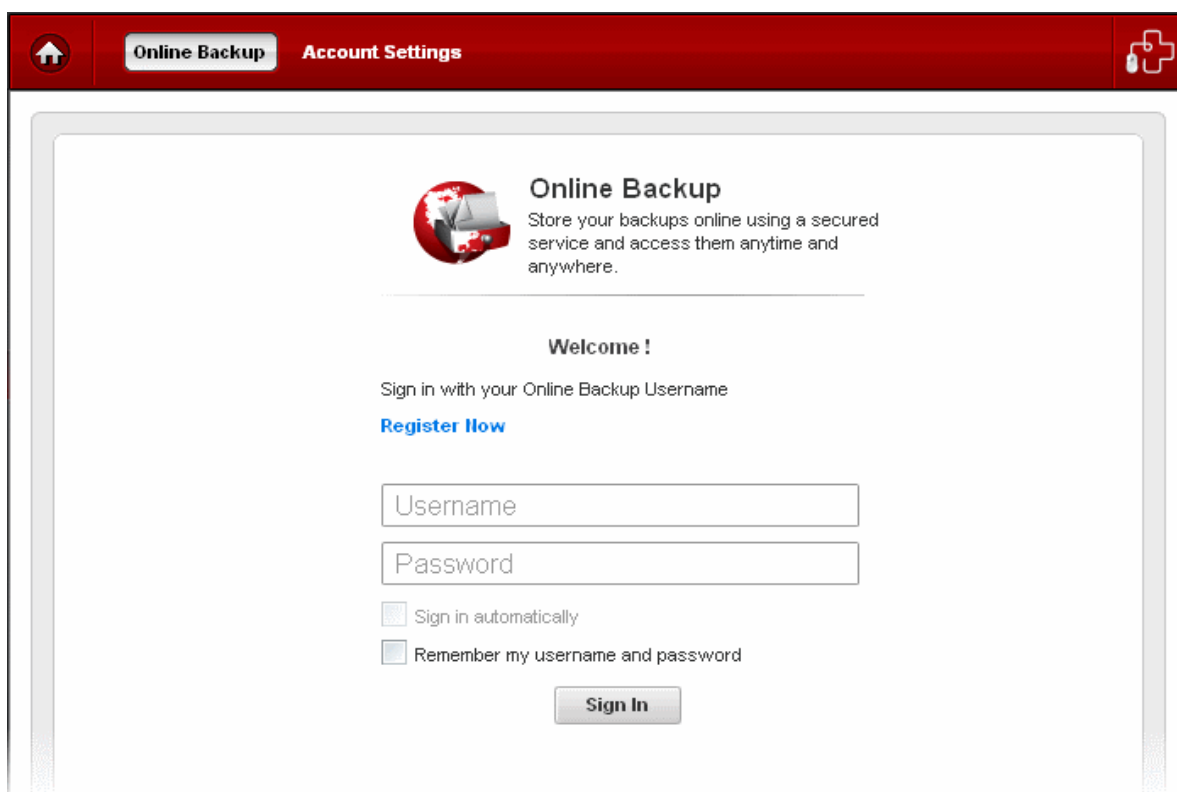 Online Backup
Account Settings
Online Backup
Store your backups online using a secured
service and access them anytime and
anywhere.
Welcome !
Sign in with your Online Backup Username
Register Now
Username
Password
Sign in automatically
Remember my username and password
Sign In